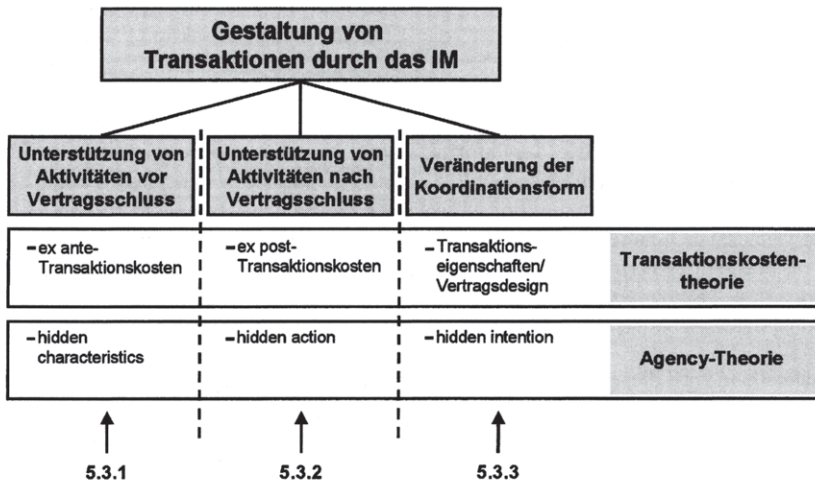 Gestaltung von
Transaktionen durch das IM
Unterstützung von
Aktivitäten vor
Vertragsschluss
Unterstützung von
Aktivitäten nach
Vertragsschluss
Veränderung der
Koordinationsform
– ex ante-
Transaktionskosten
– ex post-
Transaktionskosten
– Transaktions-
eigenschaften/
Vertragsdesign
Transaktionskosten-
theorie
– hidden
characteristics
– hidden action
– hidden intention
Agency-Theorie
5.3.1
5.3.2
5.3.3